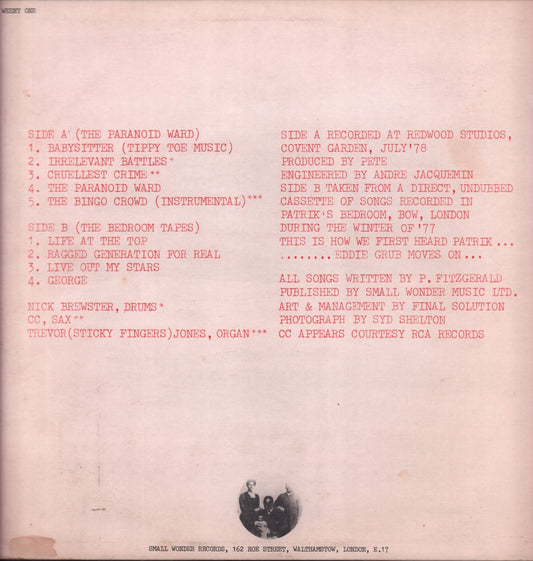 WEENY ONE
SIDE A (THE PARANOID WARD)
1. BABYSITTER (TIPPY TOE MUSIC)
2. IRRELEVANT BATTLES*
3. CRUELLEST CRIME**
4. THE PARANOID WARD
5. THE BINGO CROWD (INSTRUMENTAL)***
SIDE B (THE BEDROOM TAPES)
1. LIFE AT THE TOP
2. RAGGED GENERATION FOR REAL
3. LIVE OUT MY STARS
4. GEORGE
NICK BREWSTER, DRUMS*
CC, SAX**
TREVOR(STICKY FINGERS)JONES, ORGAN***
SIDE A RECORDED AT REDWOOD STUDIOS,
COVENT GARDEN, JULY'78
PRODUCED BY PETE
ENGINEERED BY ANDRE JACQUEMIN
SIDE B TAKEN FROM A DIRECT, UNDUBBED
CASSETTE OF SONGS RECORDED IN
PATRIK'S BEDROOM, BOW, LONDON
DURING THE WINTER OF '77
THIS IS HOW WE FIRST HEARD PATRIK...
........ EDDIE GRUB MOVES ON...
ALL SONGS WRITTEN BY P. FITZGERALD
PUBLISHED BY SMALL WONDER MUSIC LTD.
ART & MANAGEMENT BY FINAL SOLUTION
PHOTOGRAPH BY SYD SHELTON
CC APPEARS COURTESY RCA RECORDS
SMALL WONDER RECORDS, 162 HOE STREET, WALTHAMSTOW, LONDON, E.17